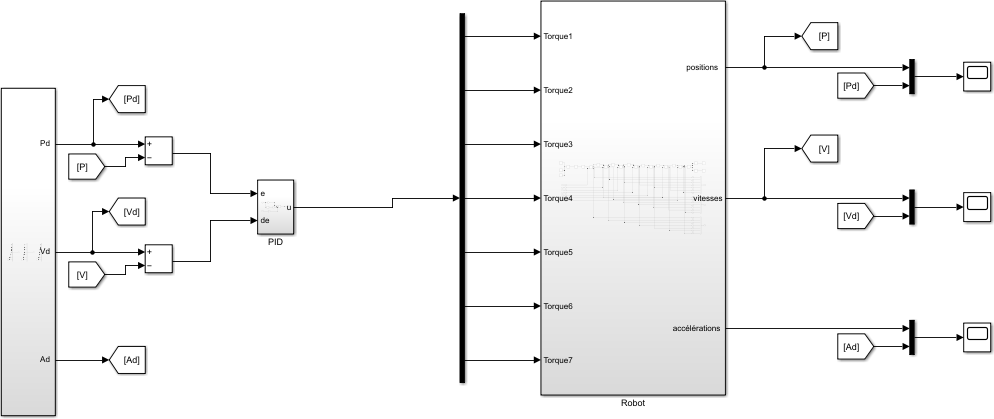 Pd
Vd
Ad
[Pd]
[P]
+
−
[Vd]
[V]
+
−
[Ad]
e
de
u
PID
Torque1
Torque2
Torque3
Torque4
Torque5
Torque6
Torque7
positions
vitesses
accélérations
Robot
[P]
[Pd]
[V]
[Vd]
[Ad]